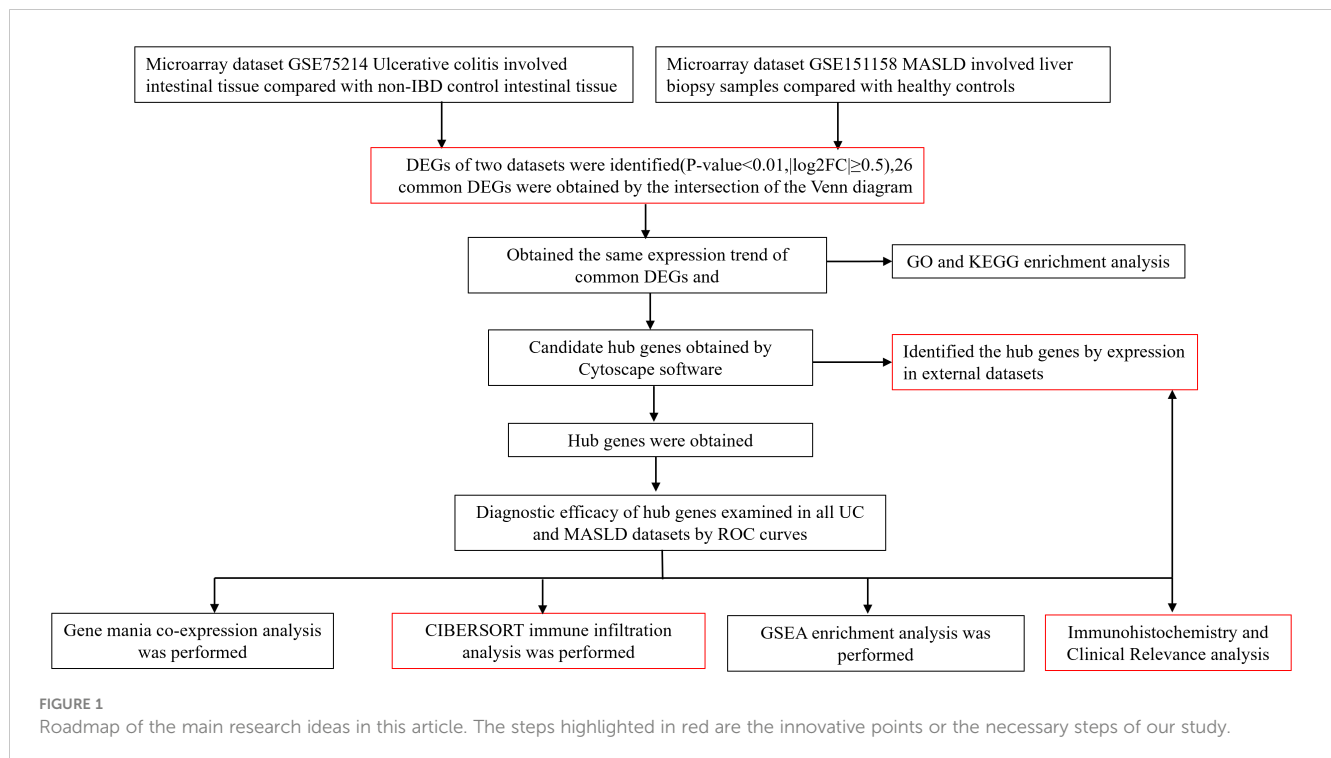 Microarray dataset GSE75214 Ulcerative colitis involved
intestinal tissue compared with non-IBD control intestinal tissue
Microarray dataset GSE151158 MASLD involved liver
biopsy samples compared with healthy controls
DEGs of two datasets were identified(P-value<0.01,|log2FC|≥0.5),26
common DEGs were obtained by the intersection of the Venn diagram
Obtained the same expression trend of
common DEGs and
GO and KEGG enrichment analysis
Candidate hub genes obtained by
Cytoscape software
Identified the hub genes by expression
in external datasets
Hub genes were obtained
Diagnostic efficacy of hub genes examined in all UC
and MASLD datasets by ROC curves
Gene mania co-expression analysis
was performed
CIBERSORT immune infiltration
analysis was performed
GSEA enrichment analysis was
performed
Immunohistochemistry and
Clinical Relevance analysis
FIGURE 1
Roadmap of the main research ideas in this article. The steps highlighted in red are the innovative points or the necessary steps of our study.